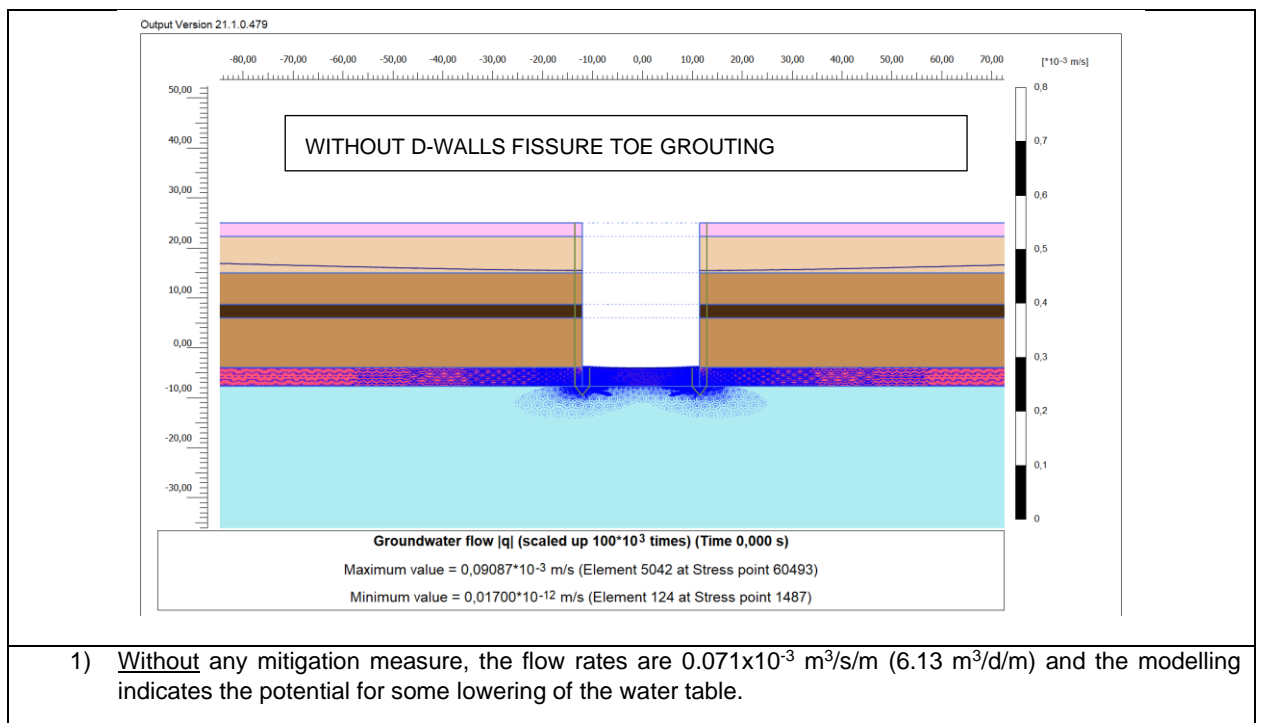 Output Version 21.1.0.479
-80,00 -70,00 -60,00 -50,00 -40,00 -30,00 -20,00 -10,00 0,00 10,00 20,00 30,00 40,00 50,00 60,00 70,00
[*10-3 m/s]
50,00
40,00
30,00
20,00
10,00
0,00
-10,00
-20,00
-30,00
WITHOUT D-WALLS FISSURE TOE GROUTING
0,8
0,7
0,6
0,5
0,4
0,3
0,2
0,1
0
Groundwater flow |q| (scaled up 100*10³ times) (Time 0,000 s)
Maximum value = 0,09087*10-3 m/s (Element 5042 at Stress point 60493)
Minimum value = 0,01700*10-12 m/s (Element 124 at Stress point 1487)
1) Without any mitigation measure, the flow rates are 0.071x10-3 m3/s/m (6.13 m3/d/m) and the modelling
indicates the potential for some lowering of the water table.